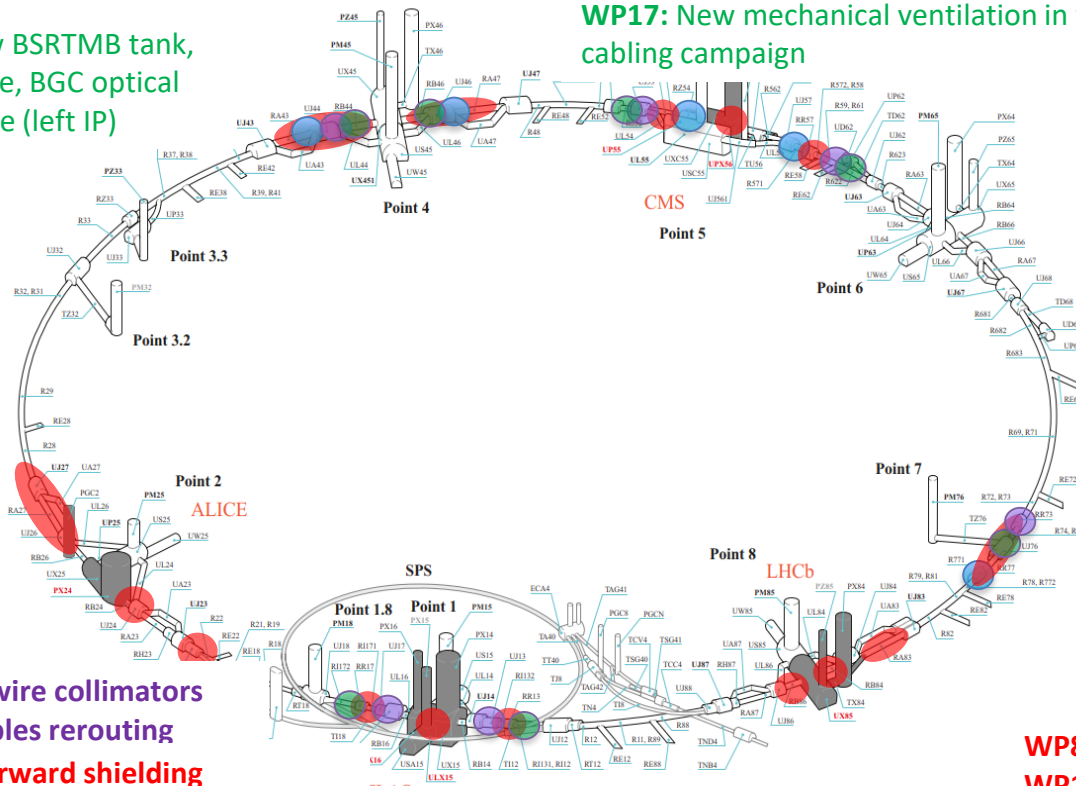 BSRTMB tank,
BGC optical
(left IP)
WP17: New mechanical ventilation in
cabling campaign
PZ45
PX46
PM45
TX46
UX45
RB46
UJ46
RA47
UJ47
RA43
UJ44
RB44
UJ43
R48
RE48
RE52
UA43
UL44
US45
UL46
UA47
UW45
UX451
Point 4
R37, R38
RE42
R39, R41
RE38
PZ33
RZ33
UP33
R33
UJ33
Point 3.3
UJ32
R32, R31
PM32
TZ32
Point 3.2
R29
RE28
R28
RZ54
R562
UJ57
RR57
R572, R58
R59, R61
UP62
UD62
TD62
UJ62
R623
UL54
UP55
UL55
UXC55
USC55
UPX56
TU56
UJ561
R571
RE58
RE62
R622
CMS
Point 5
PM65
PX64
PZ65
TX64
UX65
RB64
RB66
RA63
UJ63
UA63
UJ64
UL64
UP63
UW65
US65
UL66
UA67
UJ66
RA67
UJ67
UJ68
R681
TD68
R682
R683
Point 6
R69, R71
Point 7
PM76
R72, R73
RR73
TZ76
UJ76
R771
RR77
R78, R772
RE78
R79, R81
RE82
R82
UJ27
UA27
PGC2
UL26
UP25
PM25
Point 2
ALICE
US25
UW25
RA27
UJ26
RB26
UX25
PX24
RB24
UL24
UA23
UJ24
RA23
UJ23
RH23
R22
RE22
R21, R19
RE18
R18
SPS
Point 1.8
Point 1
PM18
PM15
PX16
PX15
PX14
UJ18
RI171
UJ17
RI172
RR17
UL16
US15
UL14
UJ13
UJ14
RI132
RR13
RT18
TI18
RB16
USA15
UX15
ULX15
RB14
TI12
RI131, RI12
UJ12
R12
RT12
RE12
R11, R89
RE88
R88
ECA4
TAG41
TA40
PGC8
PGCN
TT40
TCV4
TSG41
TJ8
TSG40
TAG42
TCC4
TN4
TI8
UJ88
UJ87
RH87
UA87
RA87
TND4
TNB4
Point 8
LHCb
PM85
PZ85
PX84
UJ84
UW85
UL84
UA83
UJ83
US85
UL86
RA83
RB84
TX84
UX85
UJ86
wire collimators
rerouting
shielding